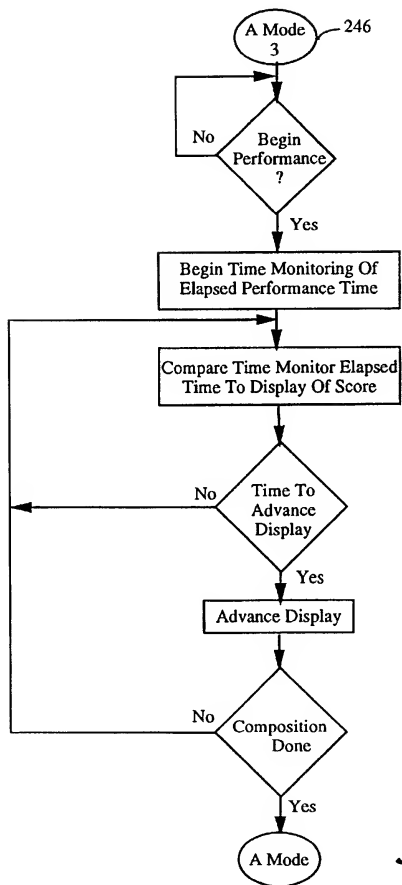 A Mode
3
246
Begin
Performance
?
No
Yes
Begin Time Monitoring Of
Elapsed Performance Time
Compare Time Monitor Elapsed
Time To Display Of Score
Time To
Advance
Display
No
Yes
Advance Display
Composition
Done
No
Yes
A Mode